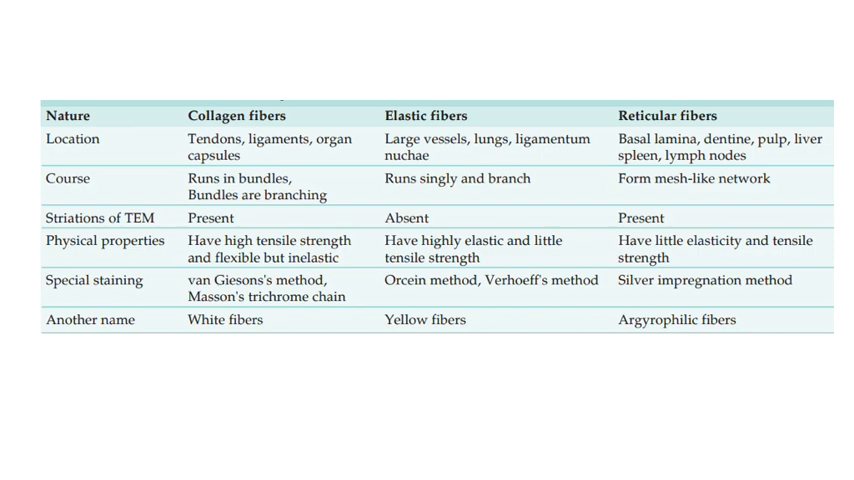 Nature Collagen fibers Elastic fibers Reticular fibers
Location Tendons, ligaments, organ Large vessels, lungs, ligamentum Basal lamina, dentine, pulp, liver
capsules nuchae spleen, lymph nodes
Course Runs in bundles, Runs singly and branch Form mesh-like network
Bundles are branching
Striations of TEM Present Absent Present
Physical properties Have high tensile strength Have highly elastic and little Have little elasticity and tensile
and flexible but inelastic tensile strength strength
Special staining van Giesons's method, Orcein method, Verhoeff's method Silver impregnation method
Masson's trichrome chain
Another name White fibers Yellow fibers Argyrophilic fibers